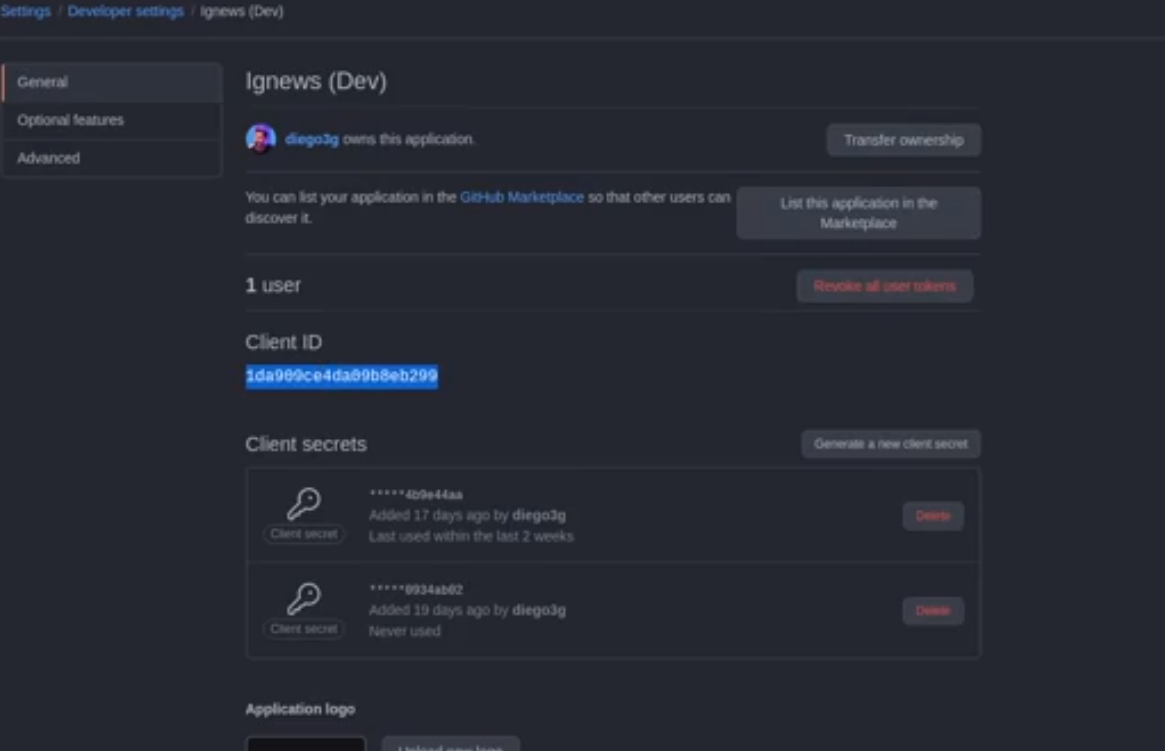 Settings / Developer settings / Ignews (Dev)
General
Optional features
Advanced
Ignews (Dev)
diego3g owns this application.
Transfer ownership
You can list your application in the GitHub Marketplace so that other users can
discover it.
List this application in the
Marketplace
1 user
Revoke all user tokens
Client ID
1da909ce4da09b8eb299
Client secrets
Generate a new client secret
*****4b9e44aa
Added 17 days ago by diego3g
Last used within the last 2 weeks
Client secret
Delete
*****0934ab02
Added 19 days ago by diego3g
Never used
Client secret
Delete
Application logo
Upload new logo